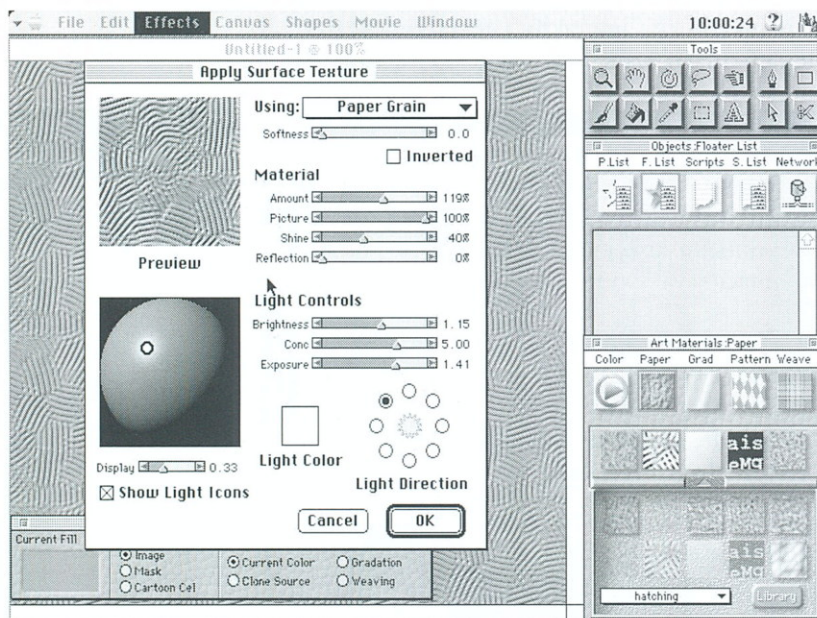 File Edit Effects Canvas Shapes Movie Window 10:00:24
Untitled-1 @ 100%
Apply Surface Texture
Using: Paper Grain
Softness 0.0
Inverted
Material
Amount 119%
Picture 100%
Shine 40%
Reflection 0%
Preview
Light Controls
Brightness 1.15
Conc 5.00
Exposure 1.41
Light Color
Light Direction
Display 0.33
Show Light Icons
Cancel OK
Current Fill
Image
Mask
Cartoon Cel
Current Color
Clone Source
Gradation
Weaving
Tools
Objects:Floater List
P.List F.List Scripts S.List Network
Art Materials:Paper
Color Paper Grad Pattern Weave
ais
eMG
ais
eMG
hatching
Library